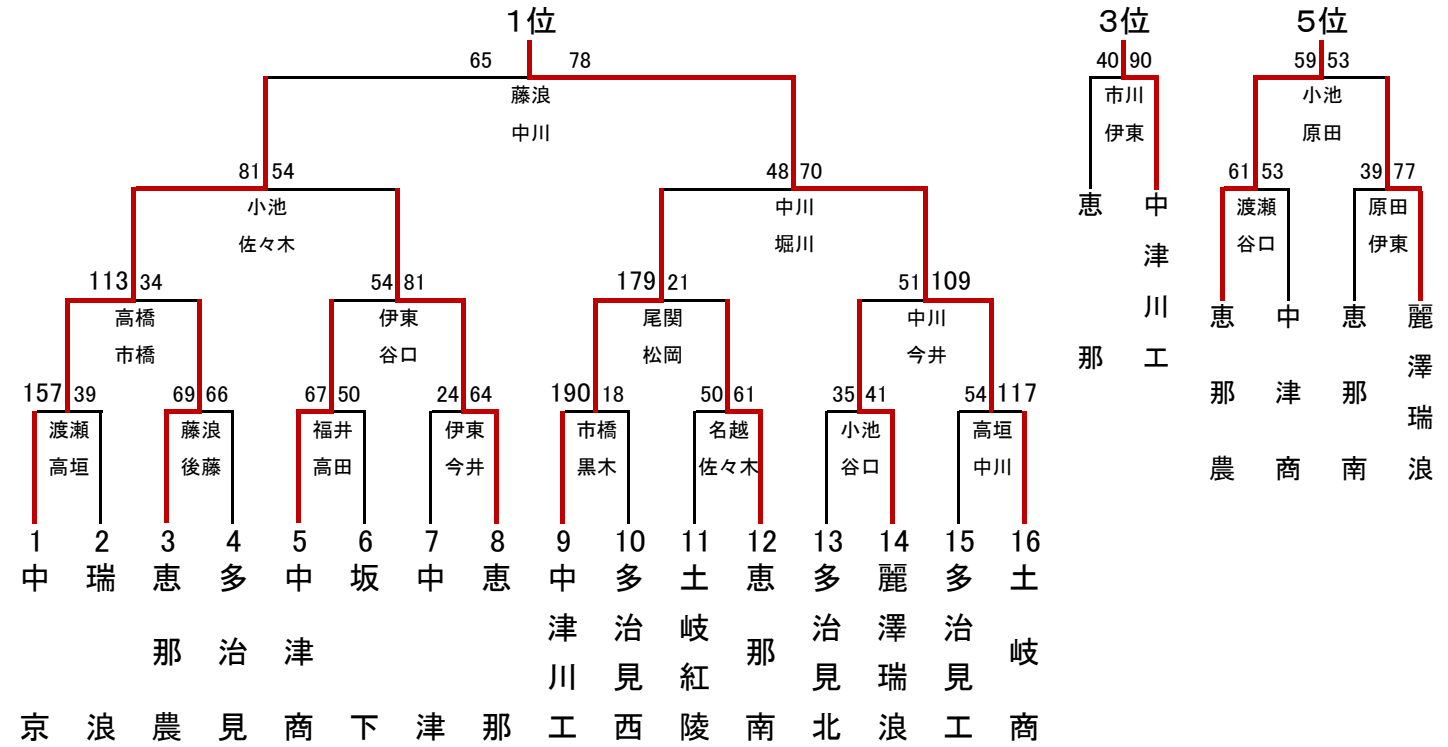 1位 3位 5位
65 78 40 90 59 53
藤浪 市川 小池
中川 伊東 原田
81 54 48 70 61 53 39 77
小池 中川 渡瀬 原田
佐々木 堀川 谷口 伊東
恵那 中津川工
113 34 54 81 179 21 51 109
高橋 伊東 尾関 中川
市橋 谷口 松岡 今井
恵那農 中津商 恵那南 麗澤瑞浪
157 39 69 66 67 50 24 64 190 18 50 61 35 41 54 117
渡瀬 藤浪 福井 伊東 市橋 名越 小池 高垣
高垣 後藤 高田 今井 黒木 佐々木 谷口 中川
1 2 3 4 5 6 7 8 9 10 11 12 13 14 15 16
中京 瑞浪 恵那農 多治見 中津商 坂下 中津 恵那 中津川工 多治見西 土岐紅陵 恵那南 多治見北 麗澤瑞浪 多治見工 土岐商